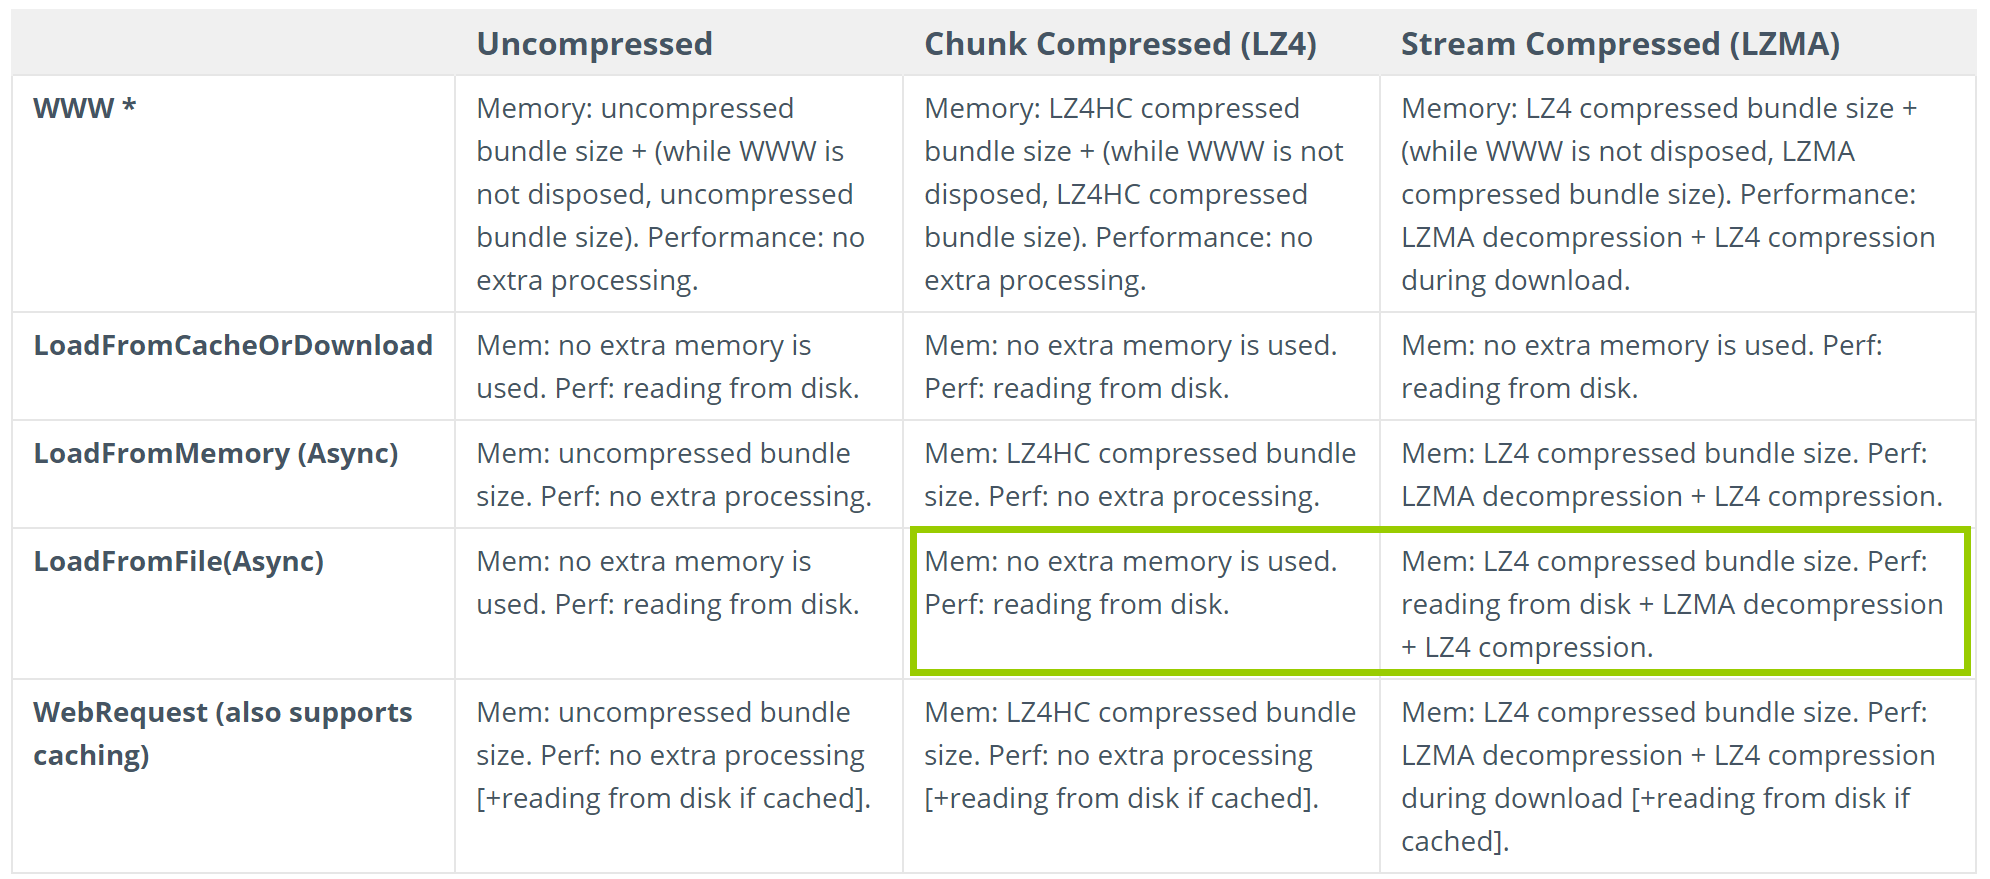 Uncompressed
Chunk Compressed (LZ4)
Stream Compressed (LZMA)
WWW *
Memory: uncompressed
bundle size + (while WWW is
not disposed, uncompressed
bundle size). Performance: no
extra processing.
Memory: LZ4HC compressed
bundle size + (while WWW is not
disposed, LZ4HC compressed
bundle size). Performance: no
extra processing.
Memory: LZ4 compressed bundle size +
(while WWW is not disposed, LZMA
compressed bundle size). Performance:
LZMA decompression + LZ4 compression
during download.
LoadFromCacheOrDownload
Mem: no extra memory is
used. Perf: reading from disk.
Mem: no extra memory is used.
Perf: reading from disk.
Mem: no extra memory is used. Perf:
reading from disk.
LoadFromMemory (Async)
Mem: uncompressed bundle
size. Perf: no extra processing.
Mem: LZ4HC compressed bundle
size. Perf: no extra processing.
Mem: LZ4 compressed bundle size. Perf:
LZMA decompression + LZ4 compression.
LoadFromFile(Async)
Mem: no extra memory is
used. Perf: reading from disk.
Mem: no extra memory is used.
Perf: reading from disk.
Mem: LZ4 compressed bundle size. Perf:
reading from disk + LZMA decompression
+ LZ4 compression.
WebRequest (also supports
caching)
Mem: uncompressed bundle
size. Perf: no extra processing
[+reading from disk if cached].
Mem: LZ4HC compressed bundle
size. Perf: no extra processing
[+reading from disk if cached].
Mem: LZ4 compressed bundle size. Perf:
LZMA decompression + LZ4 compression
during download [+reading from disk if
cached].